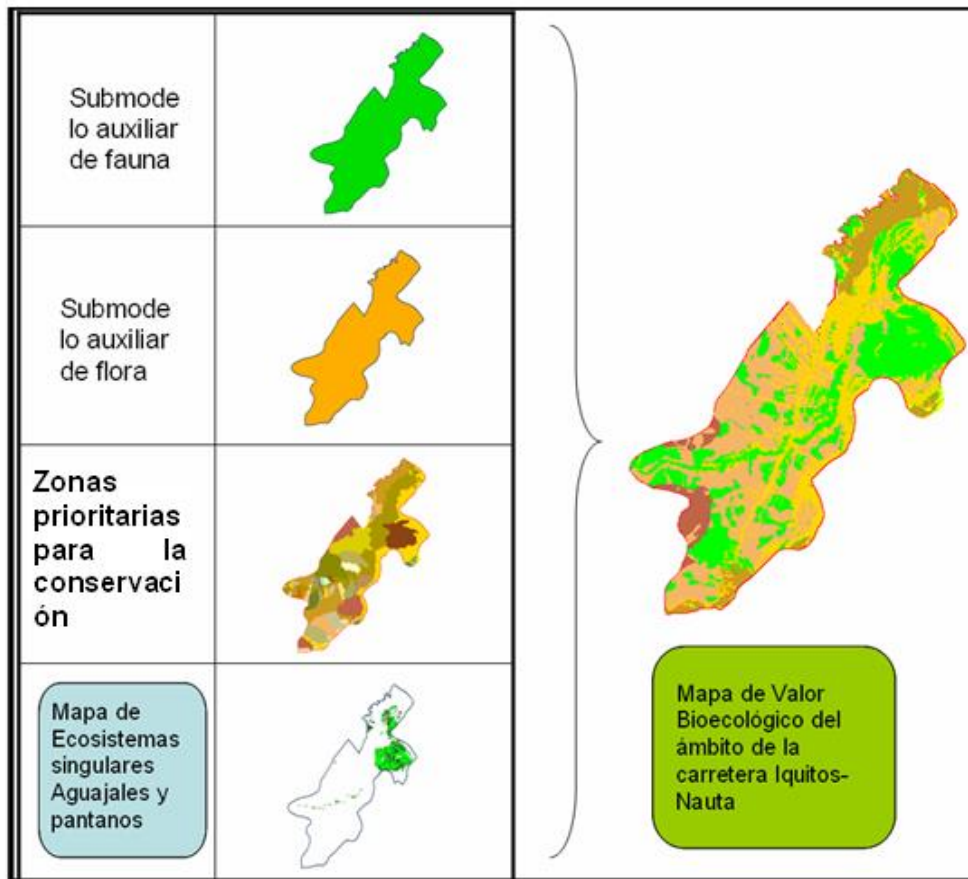 Submode
lo auxiliar
de fauna
Submode
lo auxiliar
de flora
Zonas
prioritarias
para la
conservaci
ón
Mapa de
Ecosistemas
singulares
Aguajales y
pantanos
Mapa de Valor
Bioecológico del
ámbito de la
carretera Iquitos-
Nauta